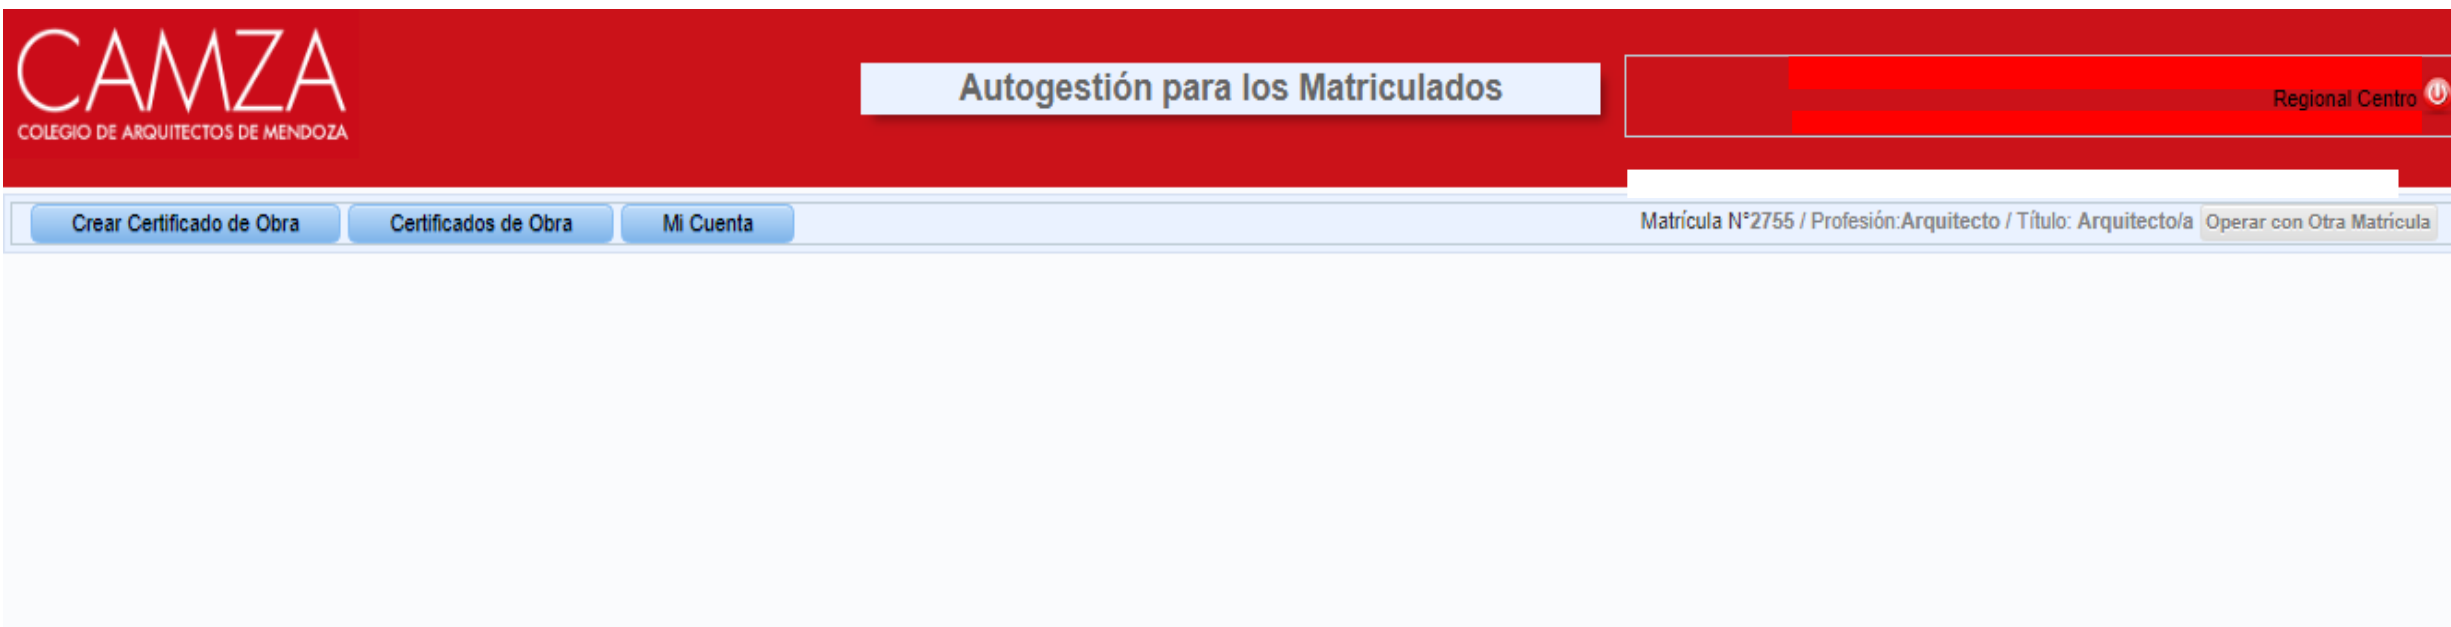 CAMZA
COLEGIO DE ARQUITECTOS DE MENDOZA
Autogestión para los Matriculados
Regional Centro
Crear Certificado de Obra
Certificados de Obra
Mi Cuenta
Matrícula N°2755 / Profesión:Arquitecto / Título: Arquitecto/a
Operar con Otra Matrícula